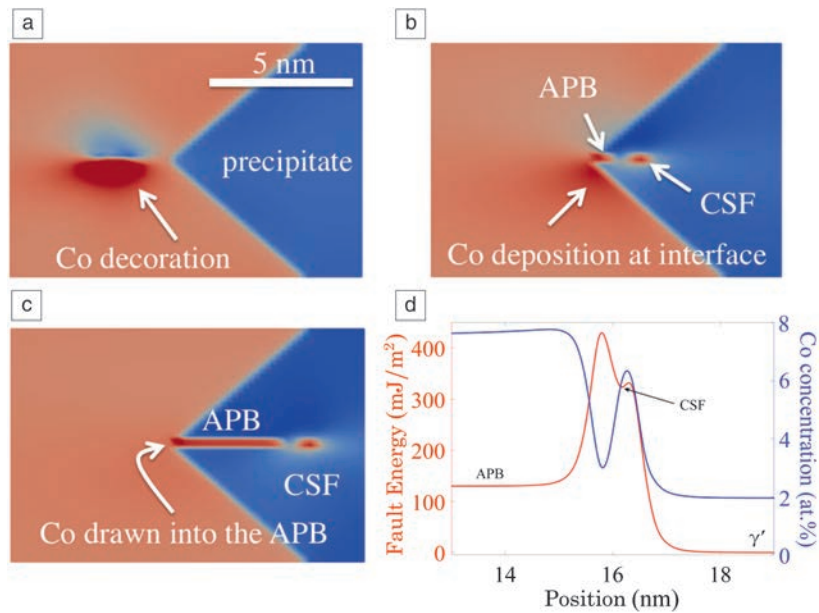 a
5 nm
precipitate
Co decoration
b
APB
CSF
Co deposition at interface
c
APB
CSF
Co drawn into the APB
d
400
300
200
100
0
Fault Energy (mJ/m²)
APB
CSF
γ′
8
6
4
2
0
Co concentration (at.%)
14
16
18
Position (nm)